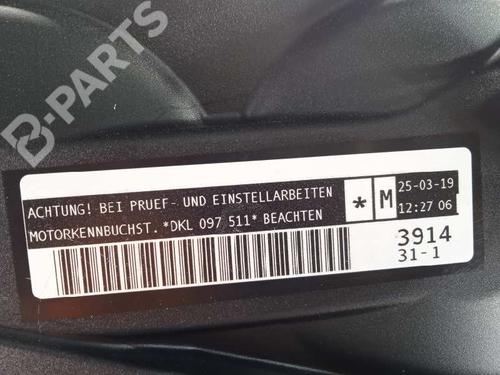 B-PARTS
ACHTUNG! BEI PRUEF- UND EINSTELLARBEITEN
MOTORKENNBUCHST. *DKL 097 511* BEACHTEN
* M
25-03-19
12:27 06
3914
31-1